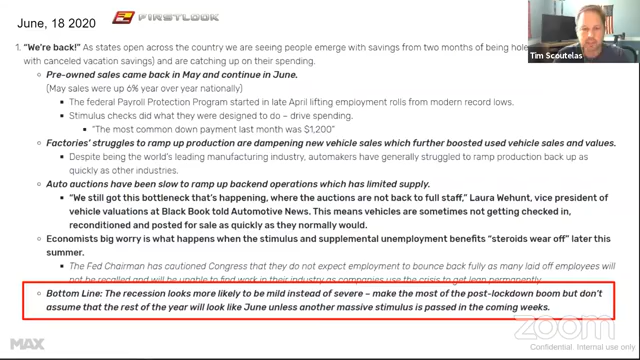 June, 18 2020
FIRSTLOOK
1. “We're back!” As states open across the country we are seeing people emerge with savings from two months of being hole
with canceled vacation savings) and are catching up on their spending.
Tim Scoutelas
Pre-owned sales came back in May and continue in June.
(May sales were up 6% year over year nationally)
The federal Payroll Protection Program started in late April lifting employment rolls from modern record lows.
Stimulus checks did what they were designed to do – drive spending.
“The most common down payment last month was $1,200”
Factories' struggles to ramp up production are dampening new vehicle sales which further boosted used vehicle sales and values.
Despite being the world's leading manufacturing industry, automakers have generally struggled to ramp production back up as
quickly as other industries.
Auto auctions have been slow to ramp up backend operations which has limited supply.
“We still got this bottleneck that's happening, where the auctions are not back to full staff,” Laura Wehunt, vice president of
vehicle valuations at Black Book told Automotive News. This means vehicles are sometimes not getting checked in,
reconditioned and posted for sale as quickly as they normally would.
Economists big worry is what happens when the stimulus and supplemental unemployment benefits “steroids wear off” later this
summer.
The Fed Chairman has cautioned Congress that they do not expect employment to bounce back fully as many laid off employees will
not be recalled and will be unable to find work in their industry as companies use the crisis to get lean permanently.
Bottom Line: The recession looks more likely to be mild instead of severe – make the most of the post-lockdown boom but don't
assume that the rest of the year will look like June unless another massive stimulus is passed in the coming weeks.
zoom
MAX
Confidential. Internal use only.